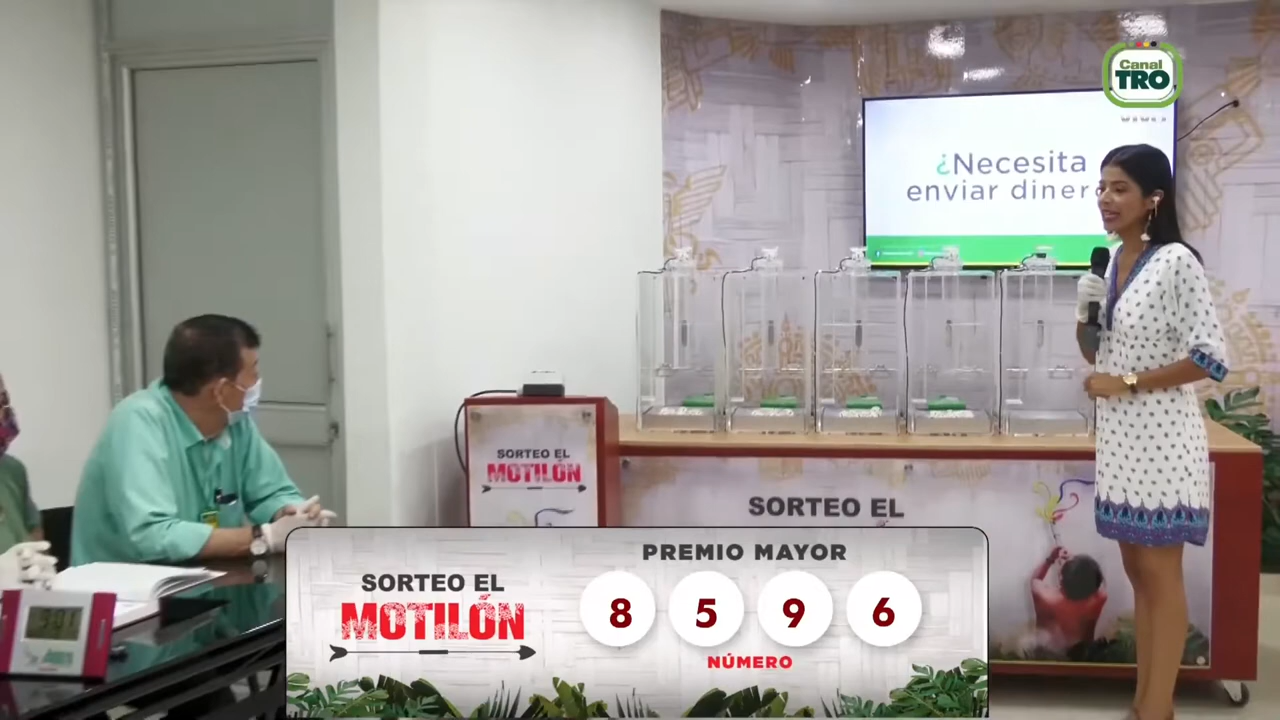 Canal
TRO
¿Necesita
enviar diner
SORTEO EL
MOTILÓN
SORTEO EL
PREMIO MAYOR
SORTEO EL
MOTILÓN
8 5 9 6
NÚMERO